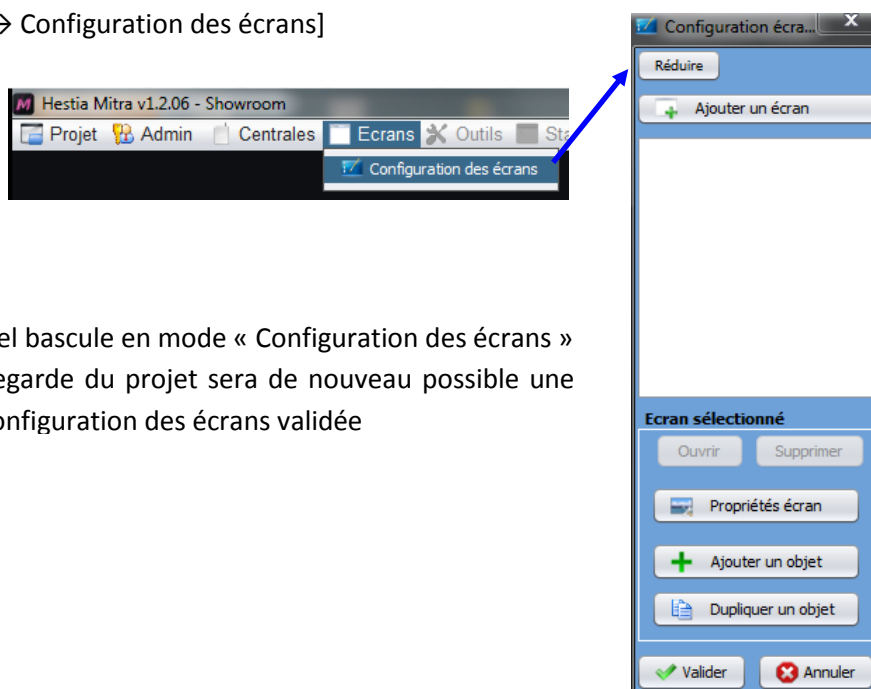 → Configuration des écrans]
Hestia Mitra v1.2.06 - Showroom
Projet Admin Centrales Ecrans Outils
Configuration des écrans
el bascule en mode « Configuration des écrans »
egarde du projet sera de nouveau possible une
onfiguration des écrans validée
Configuration écra...
Réduire
Ajouter un écran
Ecran sélectionné
Ouvrir Supprimer
Propriétés écran
Ajouter un objet
Dupliquer un objet
Valider Annuler